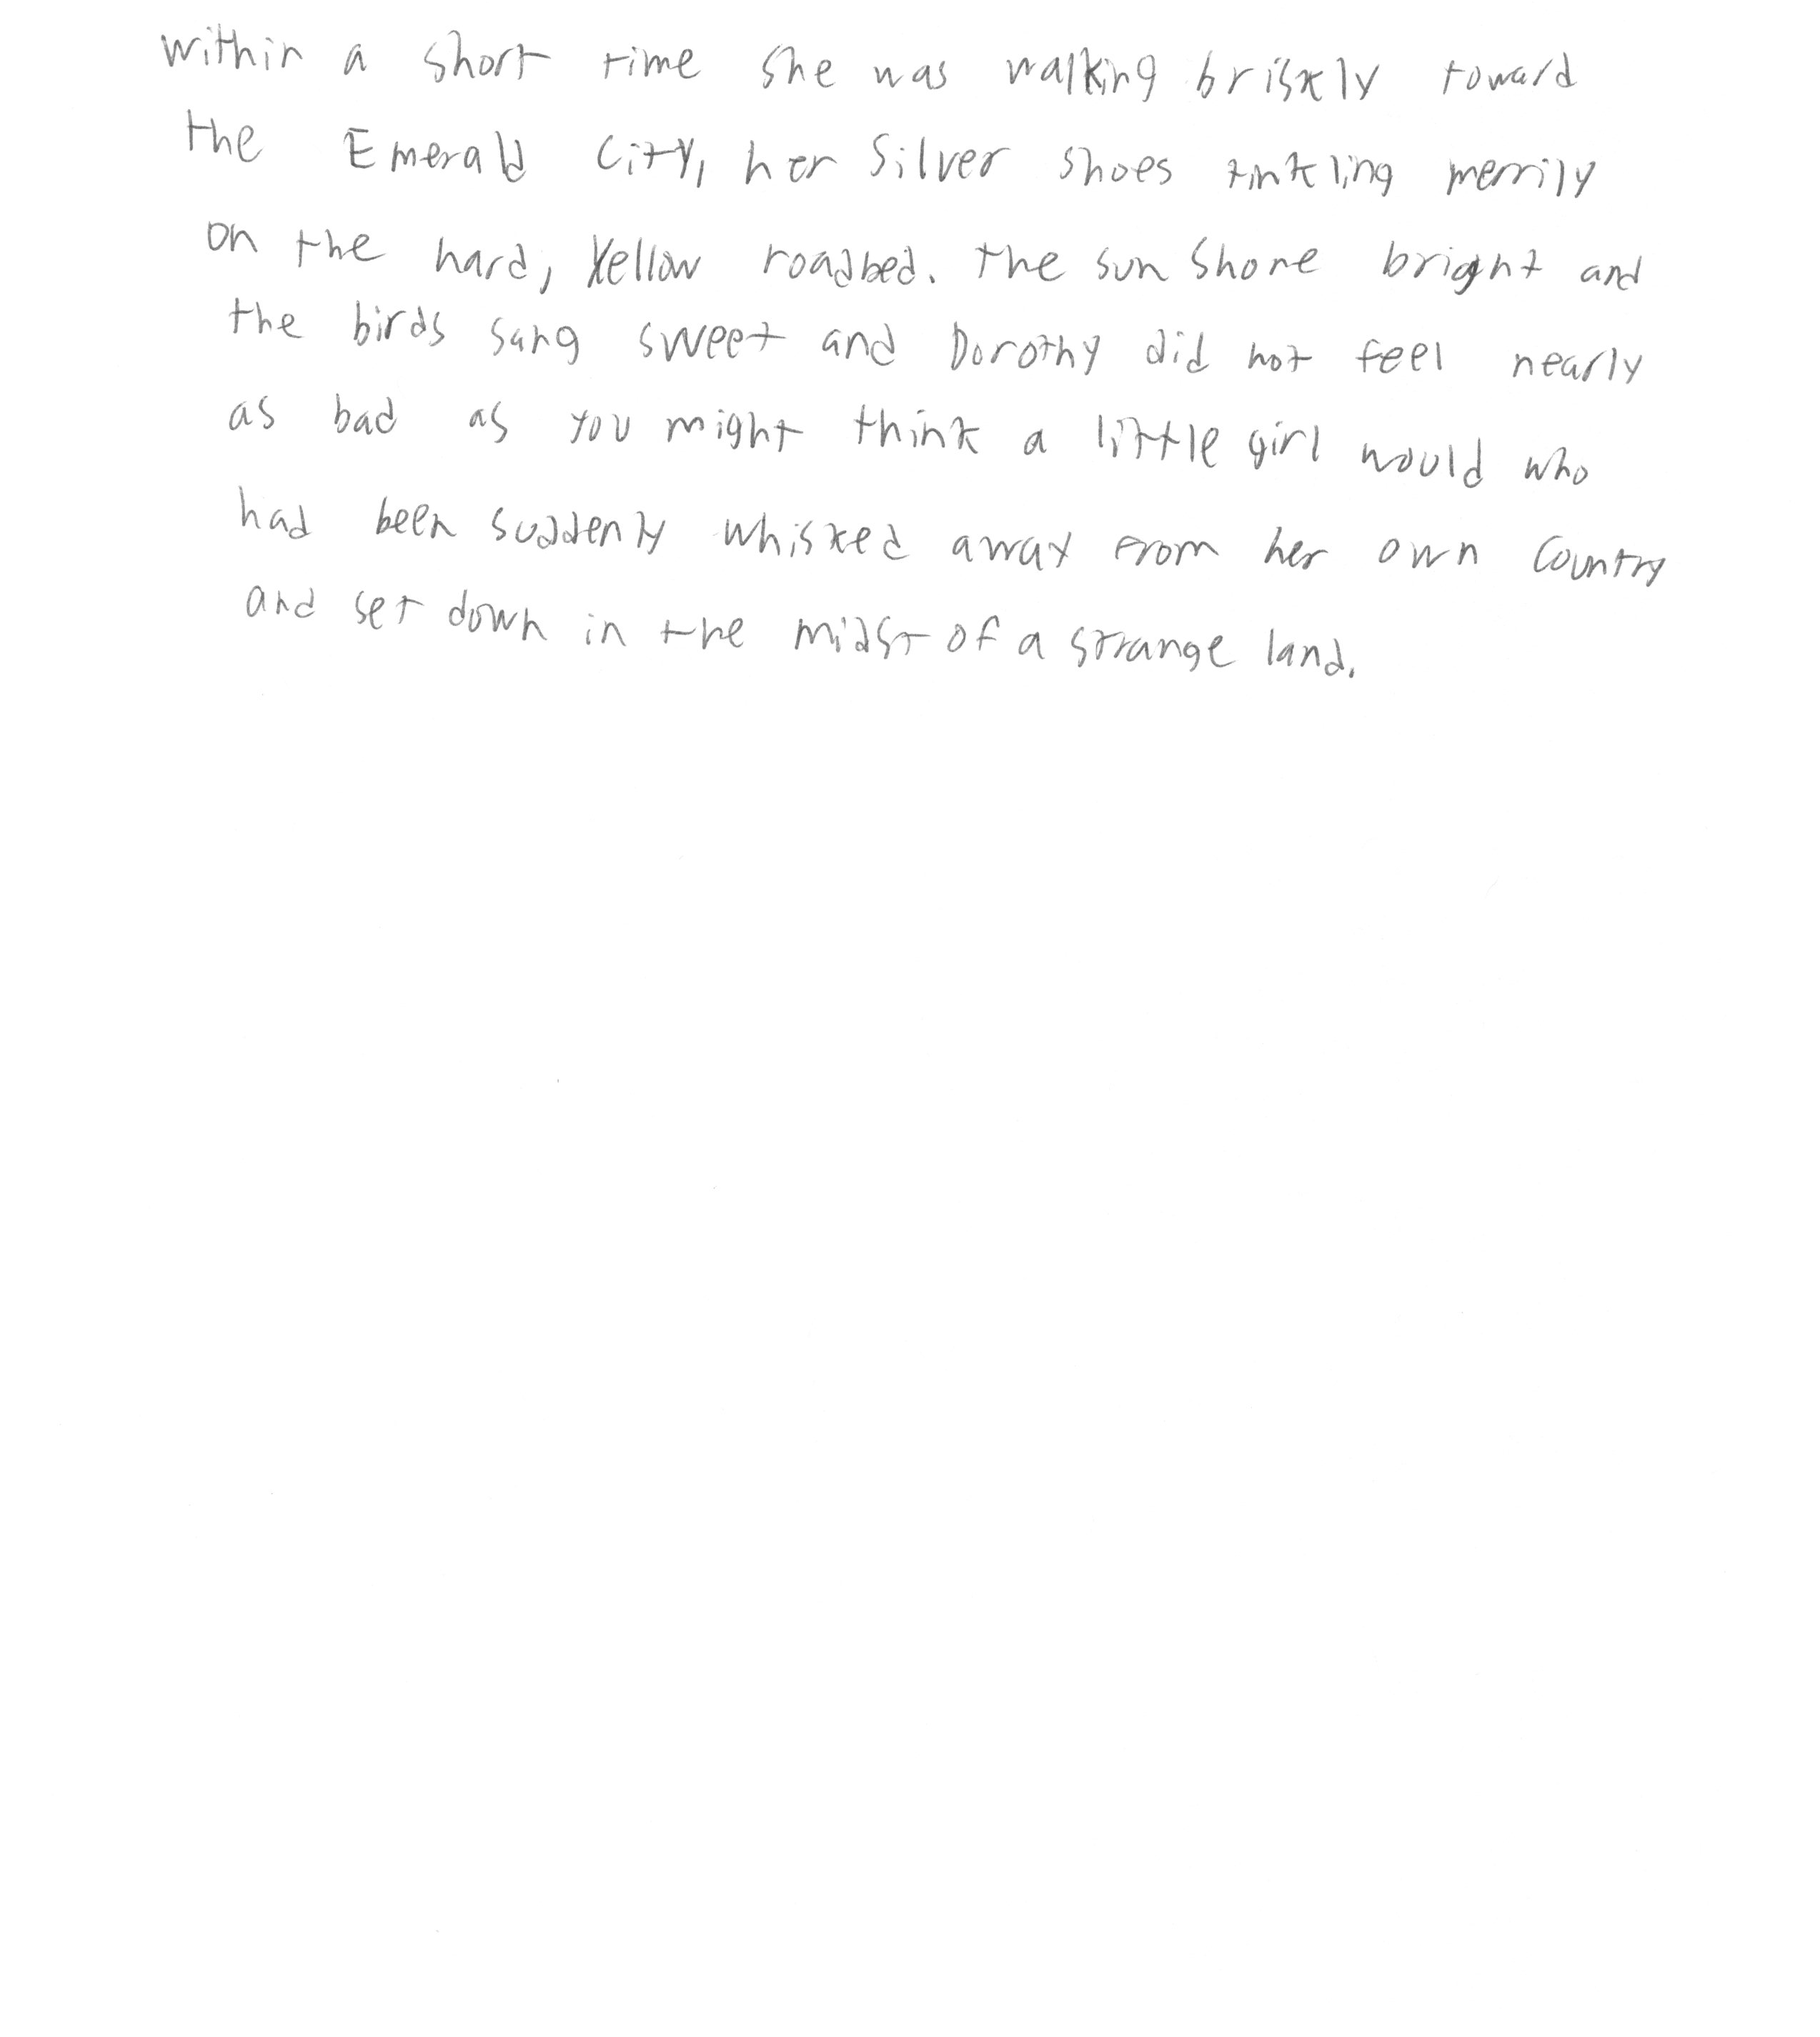 within a short time she was walking briskly toward
the Emerald City, her Silver shoes tinkling merrily
on the hard, yellow roadbed. the sun shone bright and
the birds sang sweet and Dorothy did not feel nearly
as bad as you might think a little girl would who
had been suddenly whisked away from her own country
and set down in the midst of a strange land.